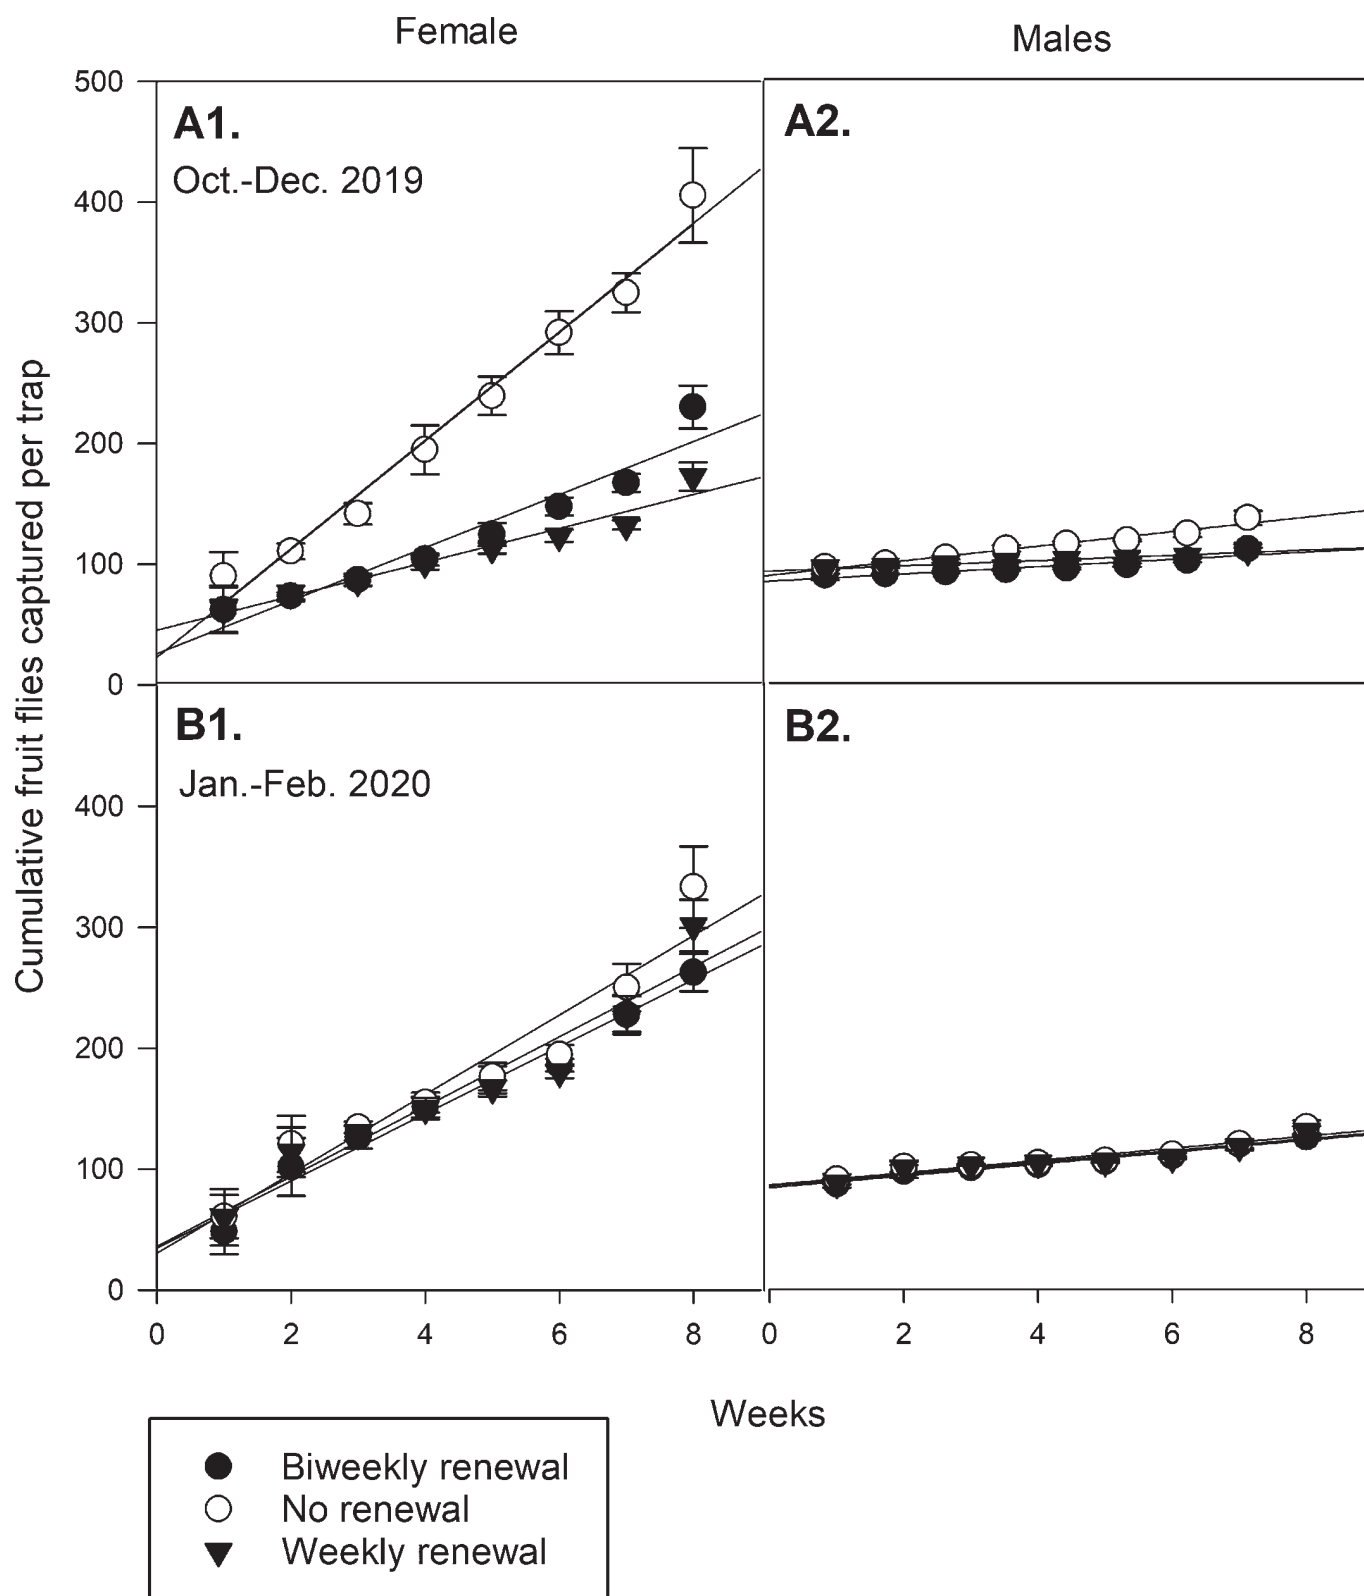 Female
Males
500
A1.
A2.
Oct.-Dec. 2019
400
300
200
100
0
Cumulative fruit flies captured per trap
B1.
B2.
Jan.-Feb. 2020
400
300
200
100
0
0 2 4 6 8 0 2 4 6 8
Weeks
Biweekly renewal
No renewal
Weekly renewal